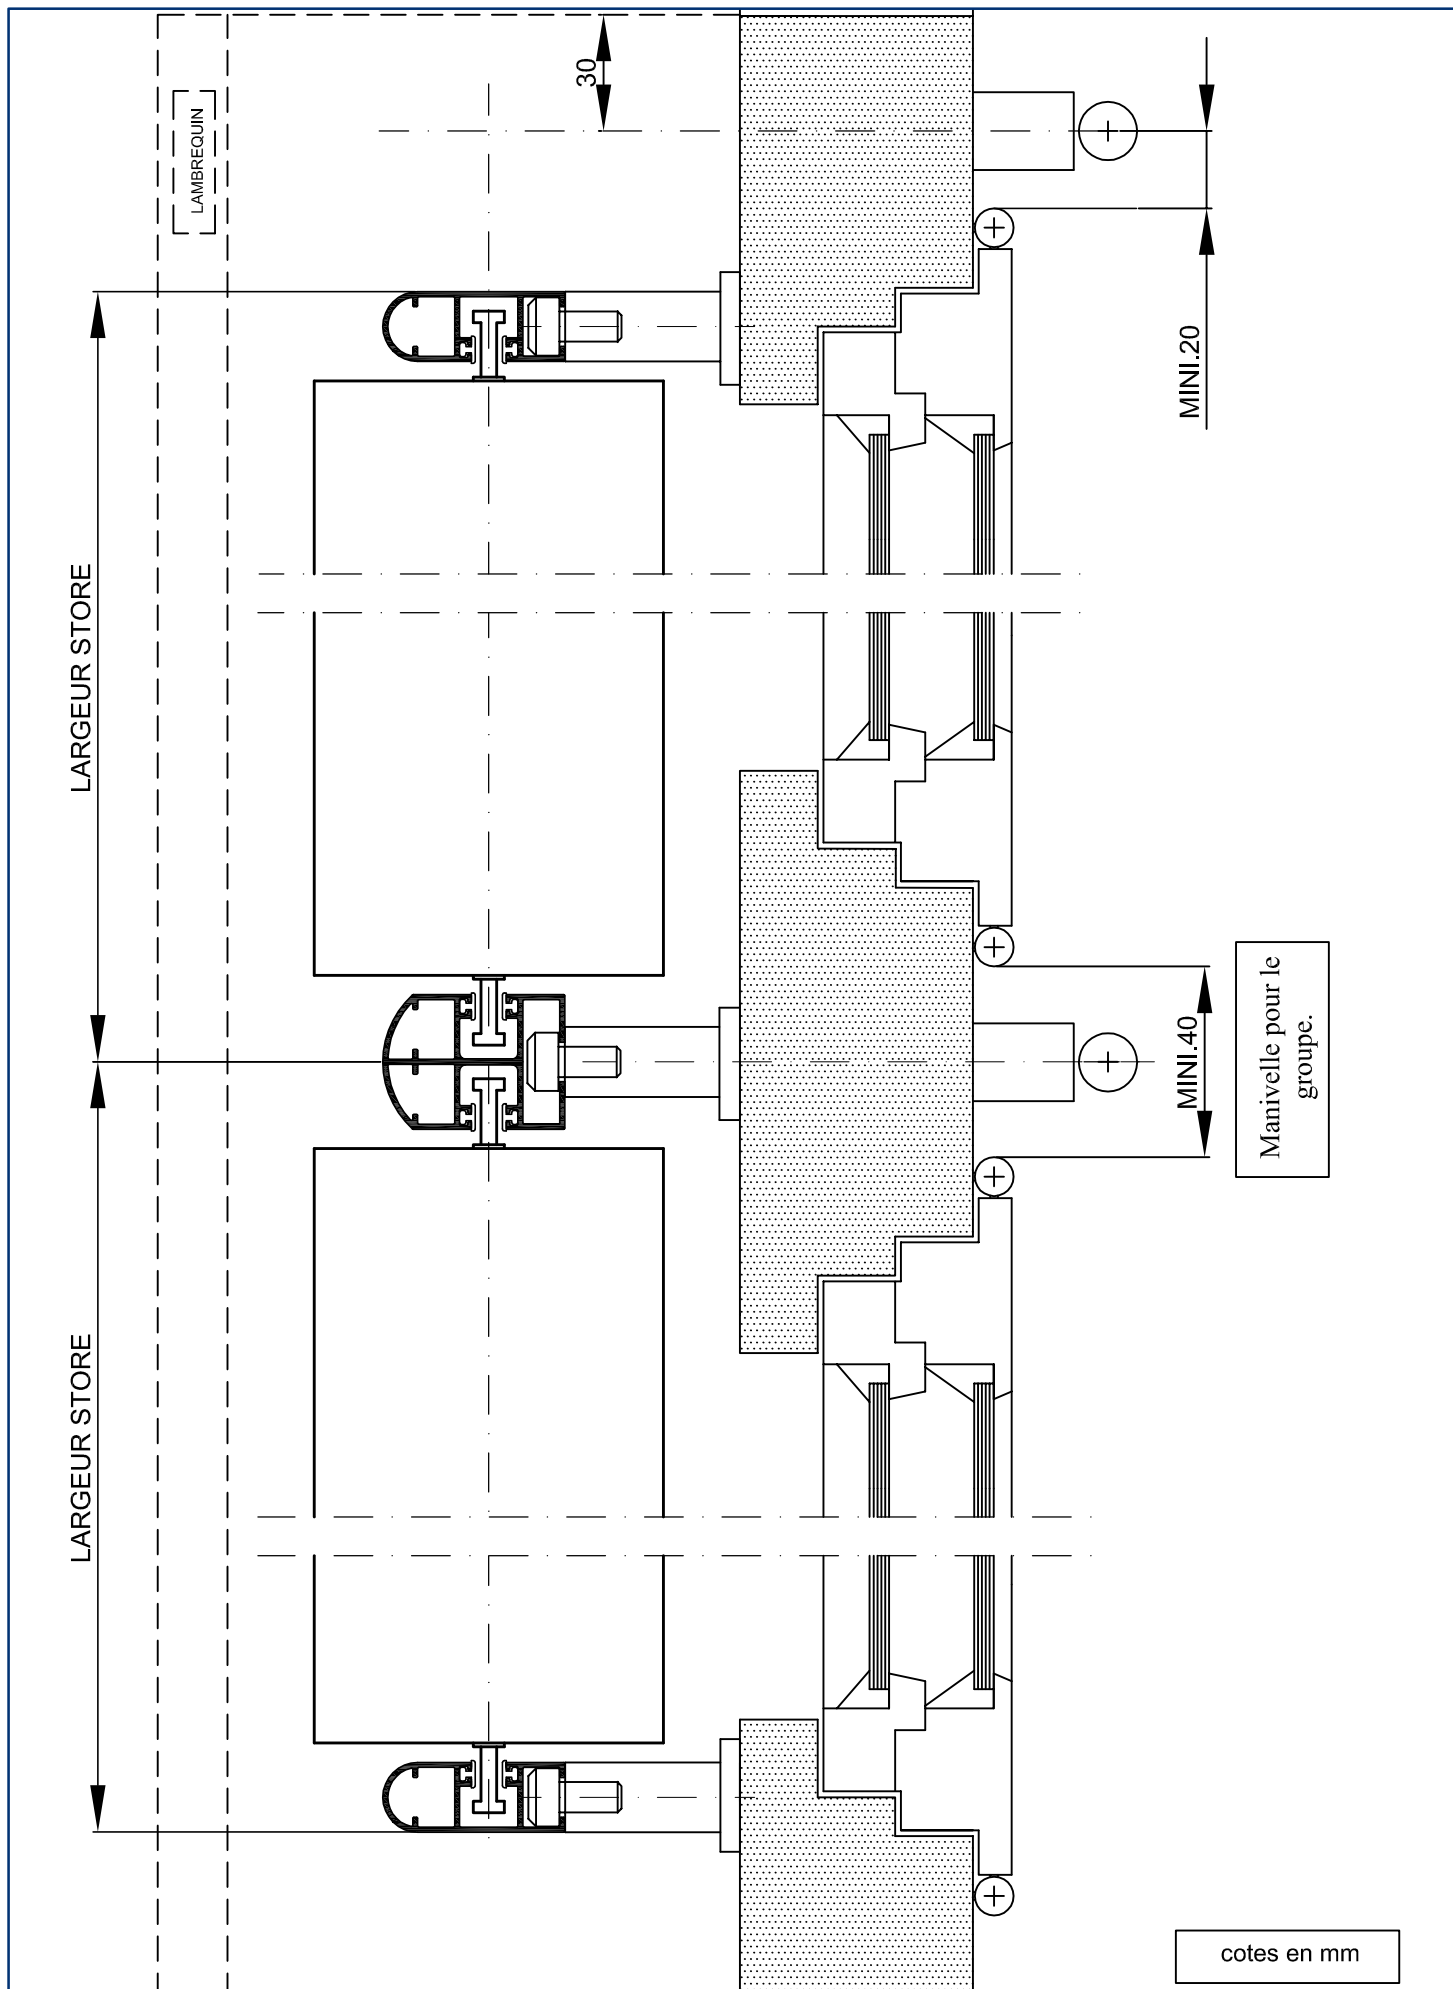 30
LAMBREQUIN
MINI.20
LARGEUR STORE
MINI.40
Manivelle pour le
groupe.
LARGEUR STORE
cotes en mm